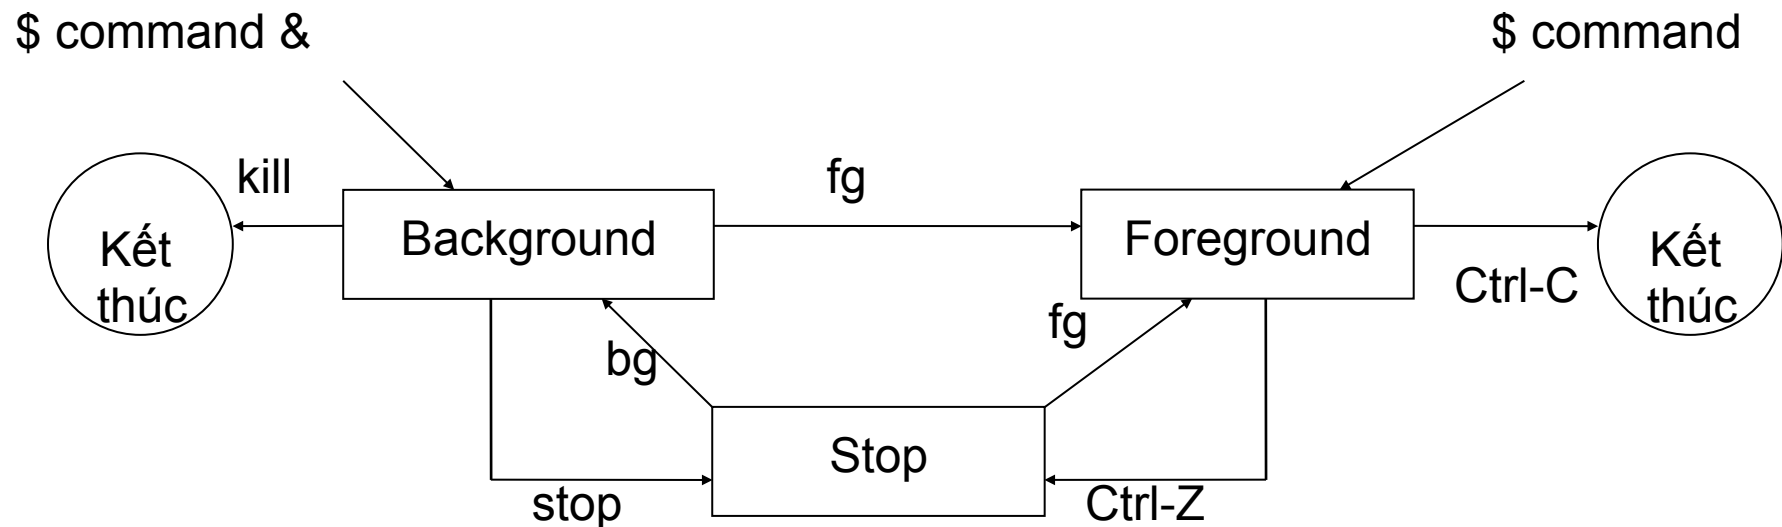 $ command &
$ command
kill
fg
Kết
thúc
Background
Foreground
Ctrl-C
Kết
thúc
bg
fg
Stop
stop
Ctrl-Z